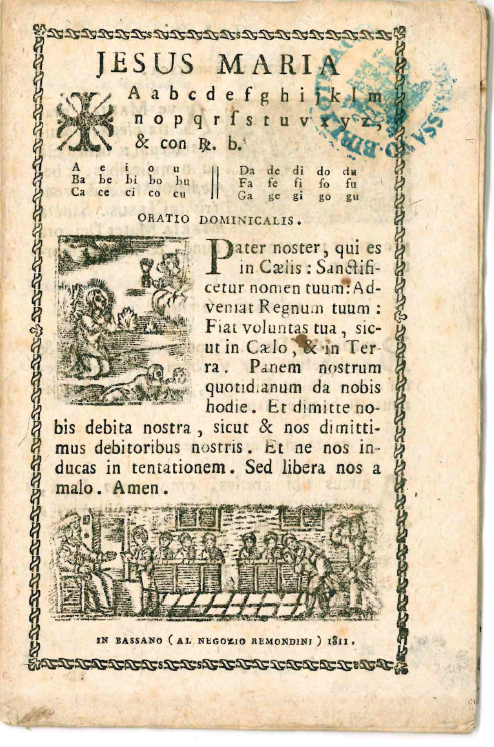 JESUS MARIA
A a b c d e f g h i j k l m
n o p q r ſ s t u v x y z,
& con ℞. b.
A e i o u
Ba be bi bo bu
Ca ce ci co cu
Da de di do du
Fa fe fi fo fu
Ga ge gi go gu
ORATIO DOMINICALIS.
Pater noster, qui es
in Cælis: Sanctifi-
cetur nomen tuum: Ad-
veniat Regnum tuum:
Fiat voluntas tua, sic-
ut in Cælo, & in Ter-
ra. Panem nostrum
quotidianum da nobis
hodie. Et dimitte no-
bis debita nostra, sicut & nos dimitti-
mus debitoribus nostris. Et ne nos in-
ducas in tentationem. Sed libera nos a
malo. Amen.
IN BASSANO (AL NEGOZIO REMONDINI) 1811.